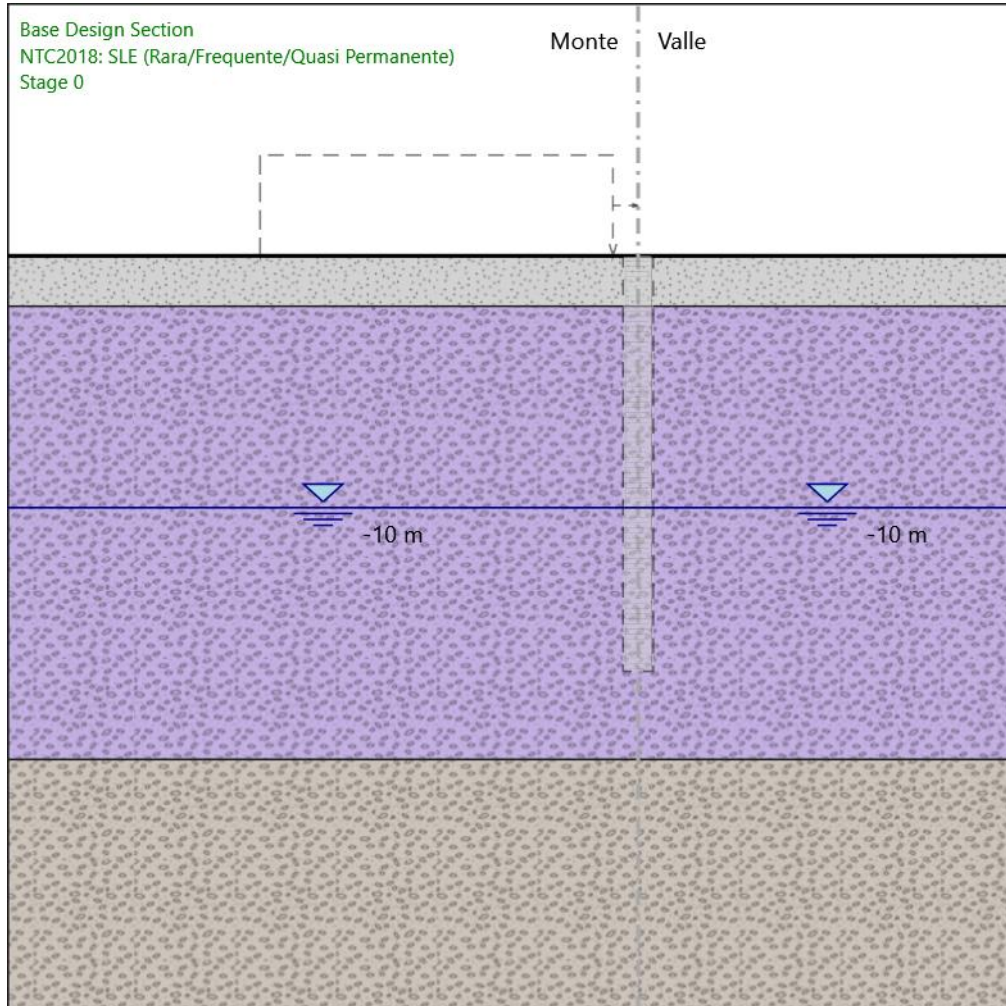 Base Design Section
NTC2018: SLE (Rara/Frequente/Quasi Permanente)
Stage 0
Monte Valle
-10 m -10 m